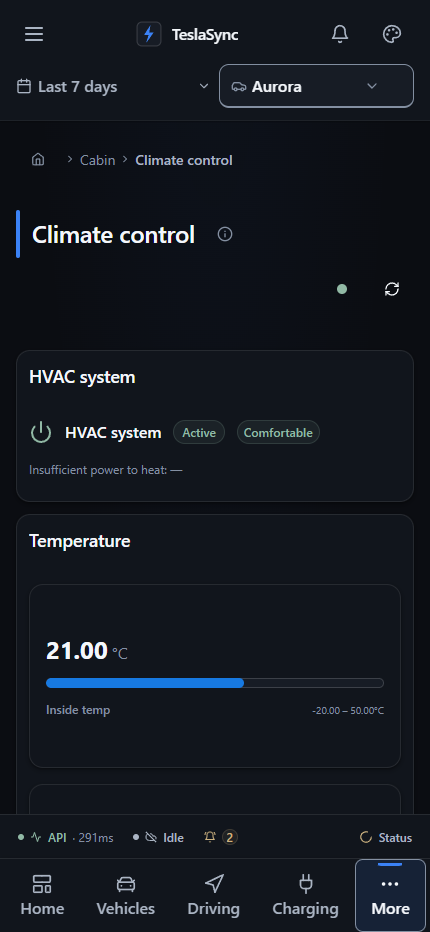 TeslaSync
Last 7 days
Aurora
Cabin
Climate control
Climate control
HVAC system
HVAC system
Active
Comfortable
Insufficient power to heat: —
Temperature
21.00 °C
Inside temp
-20.00 – 50.00°C
API · 291ms
Idle
2
Status
Home
Vehicles
Driving
Charging
More